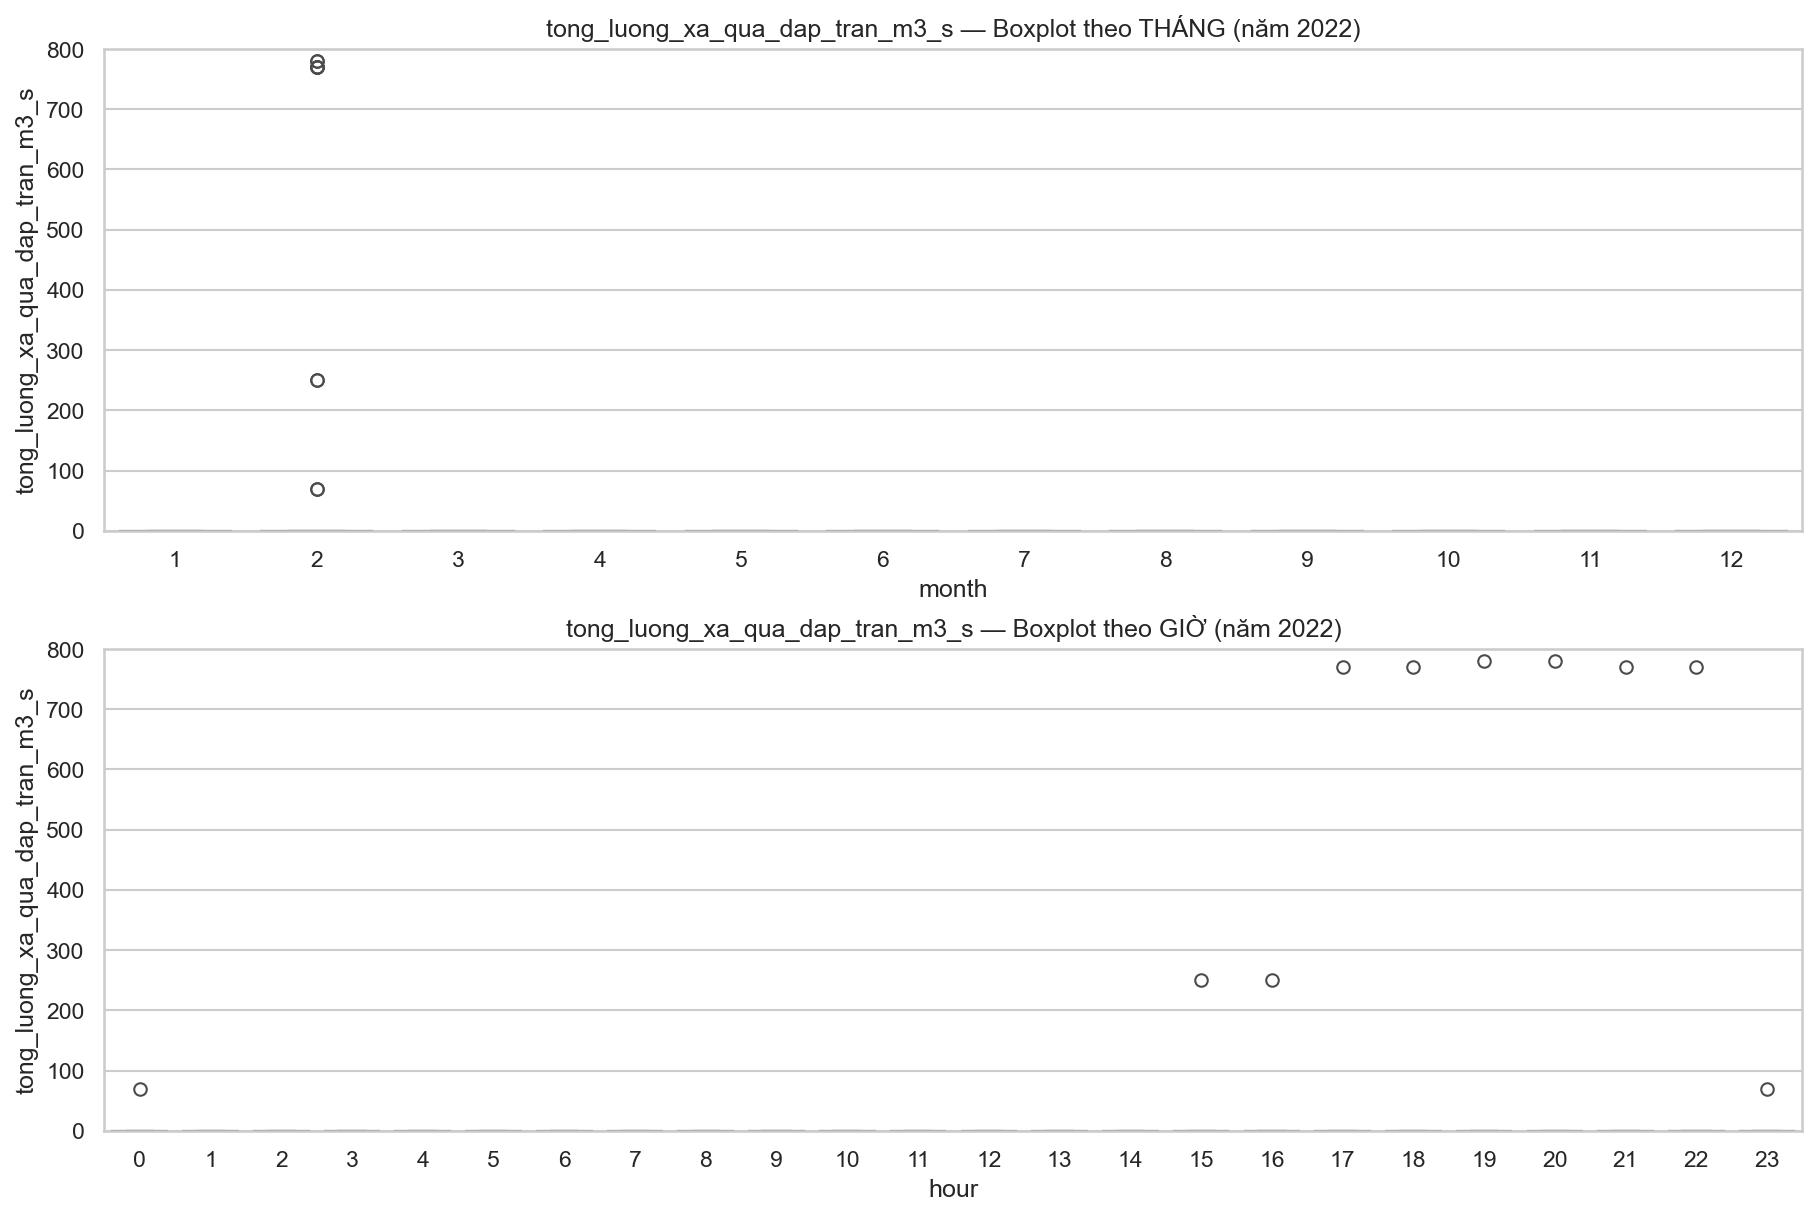 tong_luong_xa_qua_dap_tran_m3_s — Boxplot theo THÁNG (năm 2022)
tong_luong_xa_qua_dap_tran_m3_s
800
700
600
500
400
300
200
100
0
1 2 3 4 5 6 7 8 9 10 11 12
month
tong_luong_xa_qua_dap_tran_m3_s — Boxplot theo GIỜ (năm 2022)
tong_luong_xa_qua_dap_tran_m3_s
800
700
600
500
400
300
200
100
0
0 1 2 3 4 5 6 7 8 9 10 11 12 13 14 15 16 17 18 19 20 21 22 23
hour